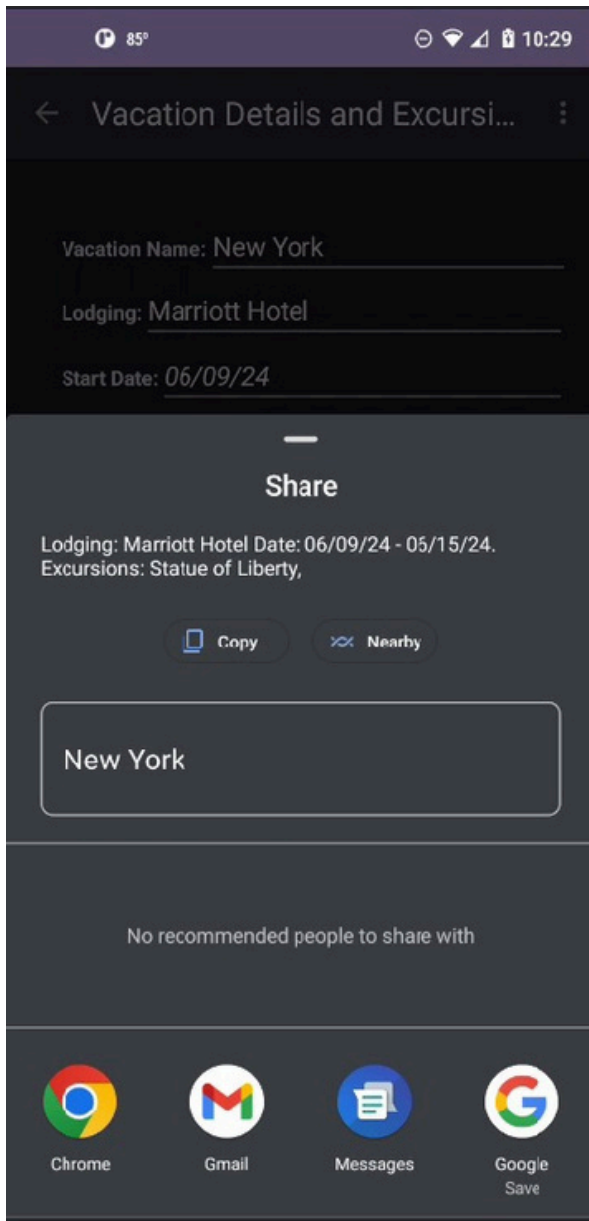 85° 10:29
Vacation Details and Excursi...
Vacation Name: New York
Lodging: Marriott Hotel
Start Date: 06/09/24
Share
Lodging: Marriott Hotel Date: 06/09/24 - 06/15/24.
Excursions: Statue of Liberty,
Copy Nearby
New York
No recommended people to share with
Chrome Gmail Messages Google
Save